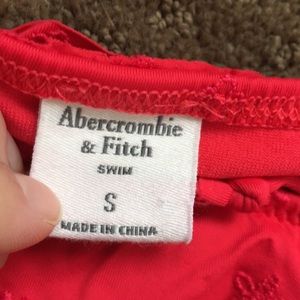 Abercrombie
& Fitch
SWIM
S
MADE IN CHINA